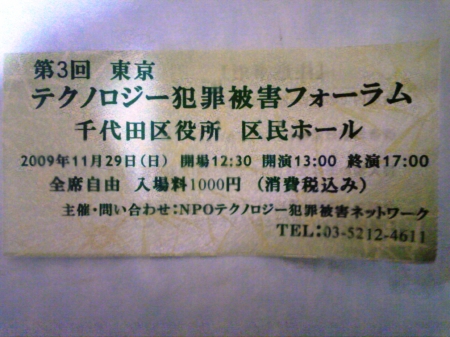 第3回 東京
テクノロジー犯罪被害フォーラム
千代田区役所 区民ホール
2009年11月29日(日) 開場12:30 開演13:00 終演17:00
全席自由 入場料1000円 (消費税込み)
主催・問い合わせ:NPOテクノロジー犯罪被害ネットワーク
TEL:03-5212-4611